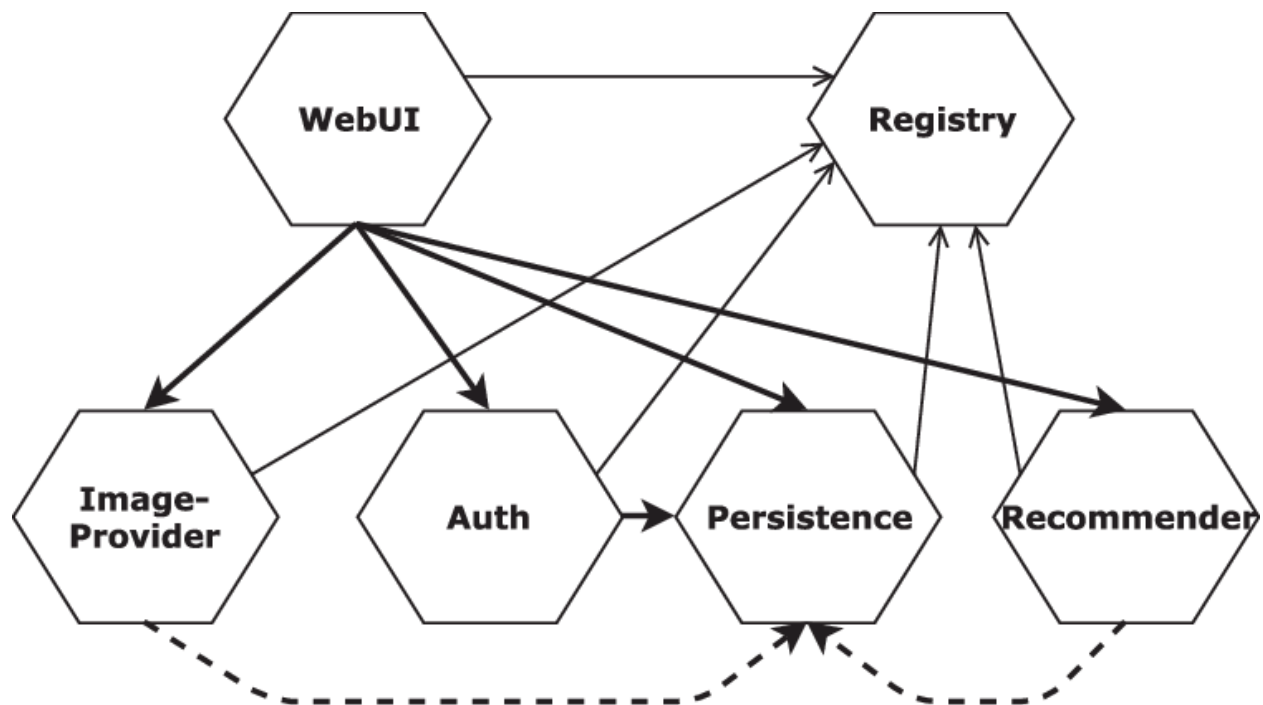 WebUI
Registry
Image-
Provider
Auth
Persistence
Recommender